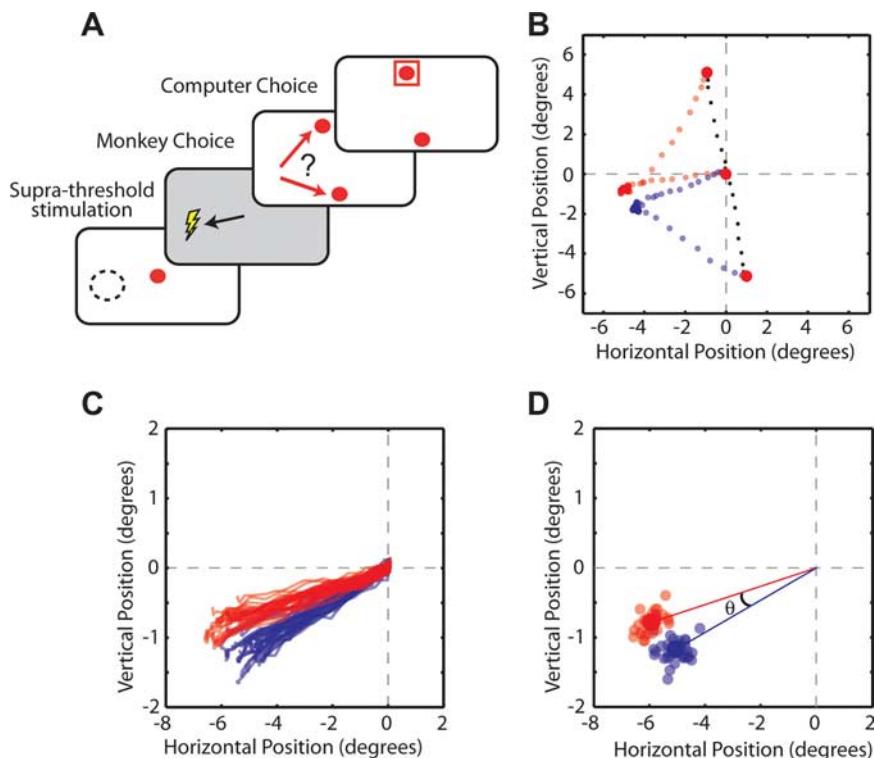 A
Computer Choice
Monkey Choice
?
Supra-threshold
stimulation
B
Vertical Position (degrees)
6
4
2
0
-2
-4
-6
-6 -4 -2 0 2 4 6
Horizontal Position (degrees)
C
Vertical Position (degrees)
2
1
0
-1
-2
-8 -6 -4 -2 0 2
Horizontal Position (degrees)
D
Vertical Position (degrees)
2
1
0
-1
-2
θ
-8 -6 -4 -2 0 2
Horizontal Position (degrees)